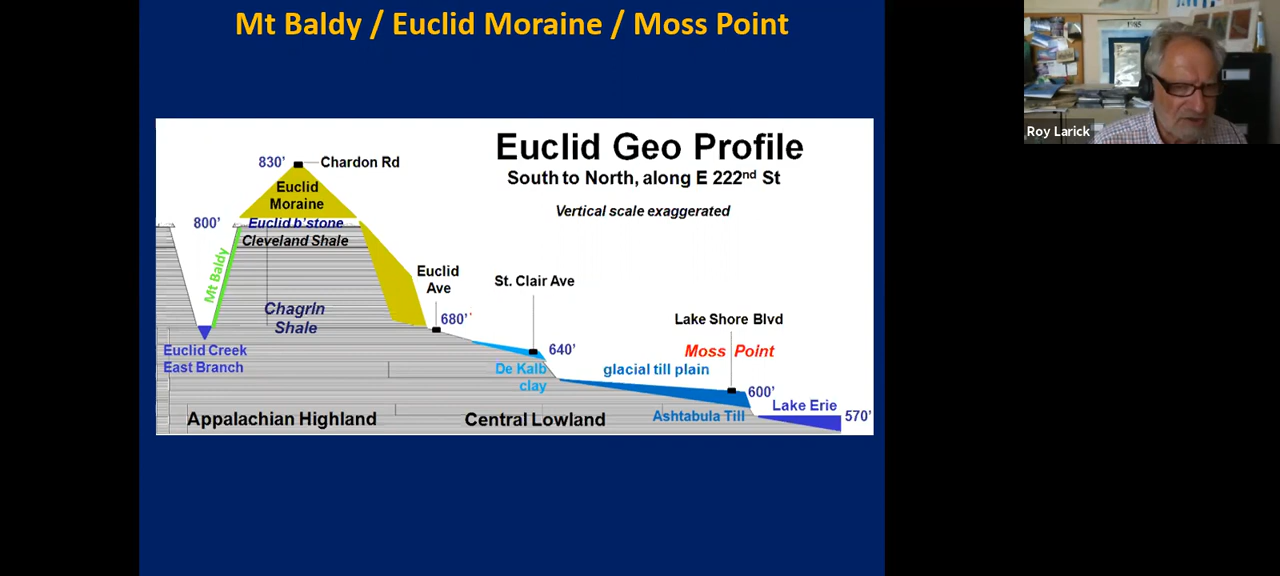 Mt Baldy / Euclid Moraine / Moss Point
1985
Roy Larick
Euclid Geo Profile
South to North, along E 222nd St
Vertical scale exaggerated
830’
Chardon Rd
Euclid
Moraine
800’
Euclid b’stone
Cleveland Shale
Mt Baldy
Chagrin
Shale
Euclid
Ave
680’
St. Clair Ave
640’
Lake Shore Blvd
Moss Point
Euclid Creek
East Branch
De Kalb
clay
glacial till plain
600’
Lake Erie
570’
Ashtabula Till
Appalachian Highland
Central Lowland